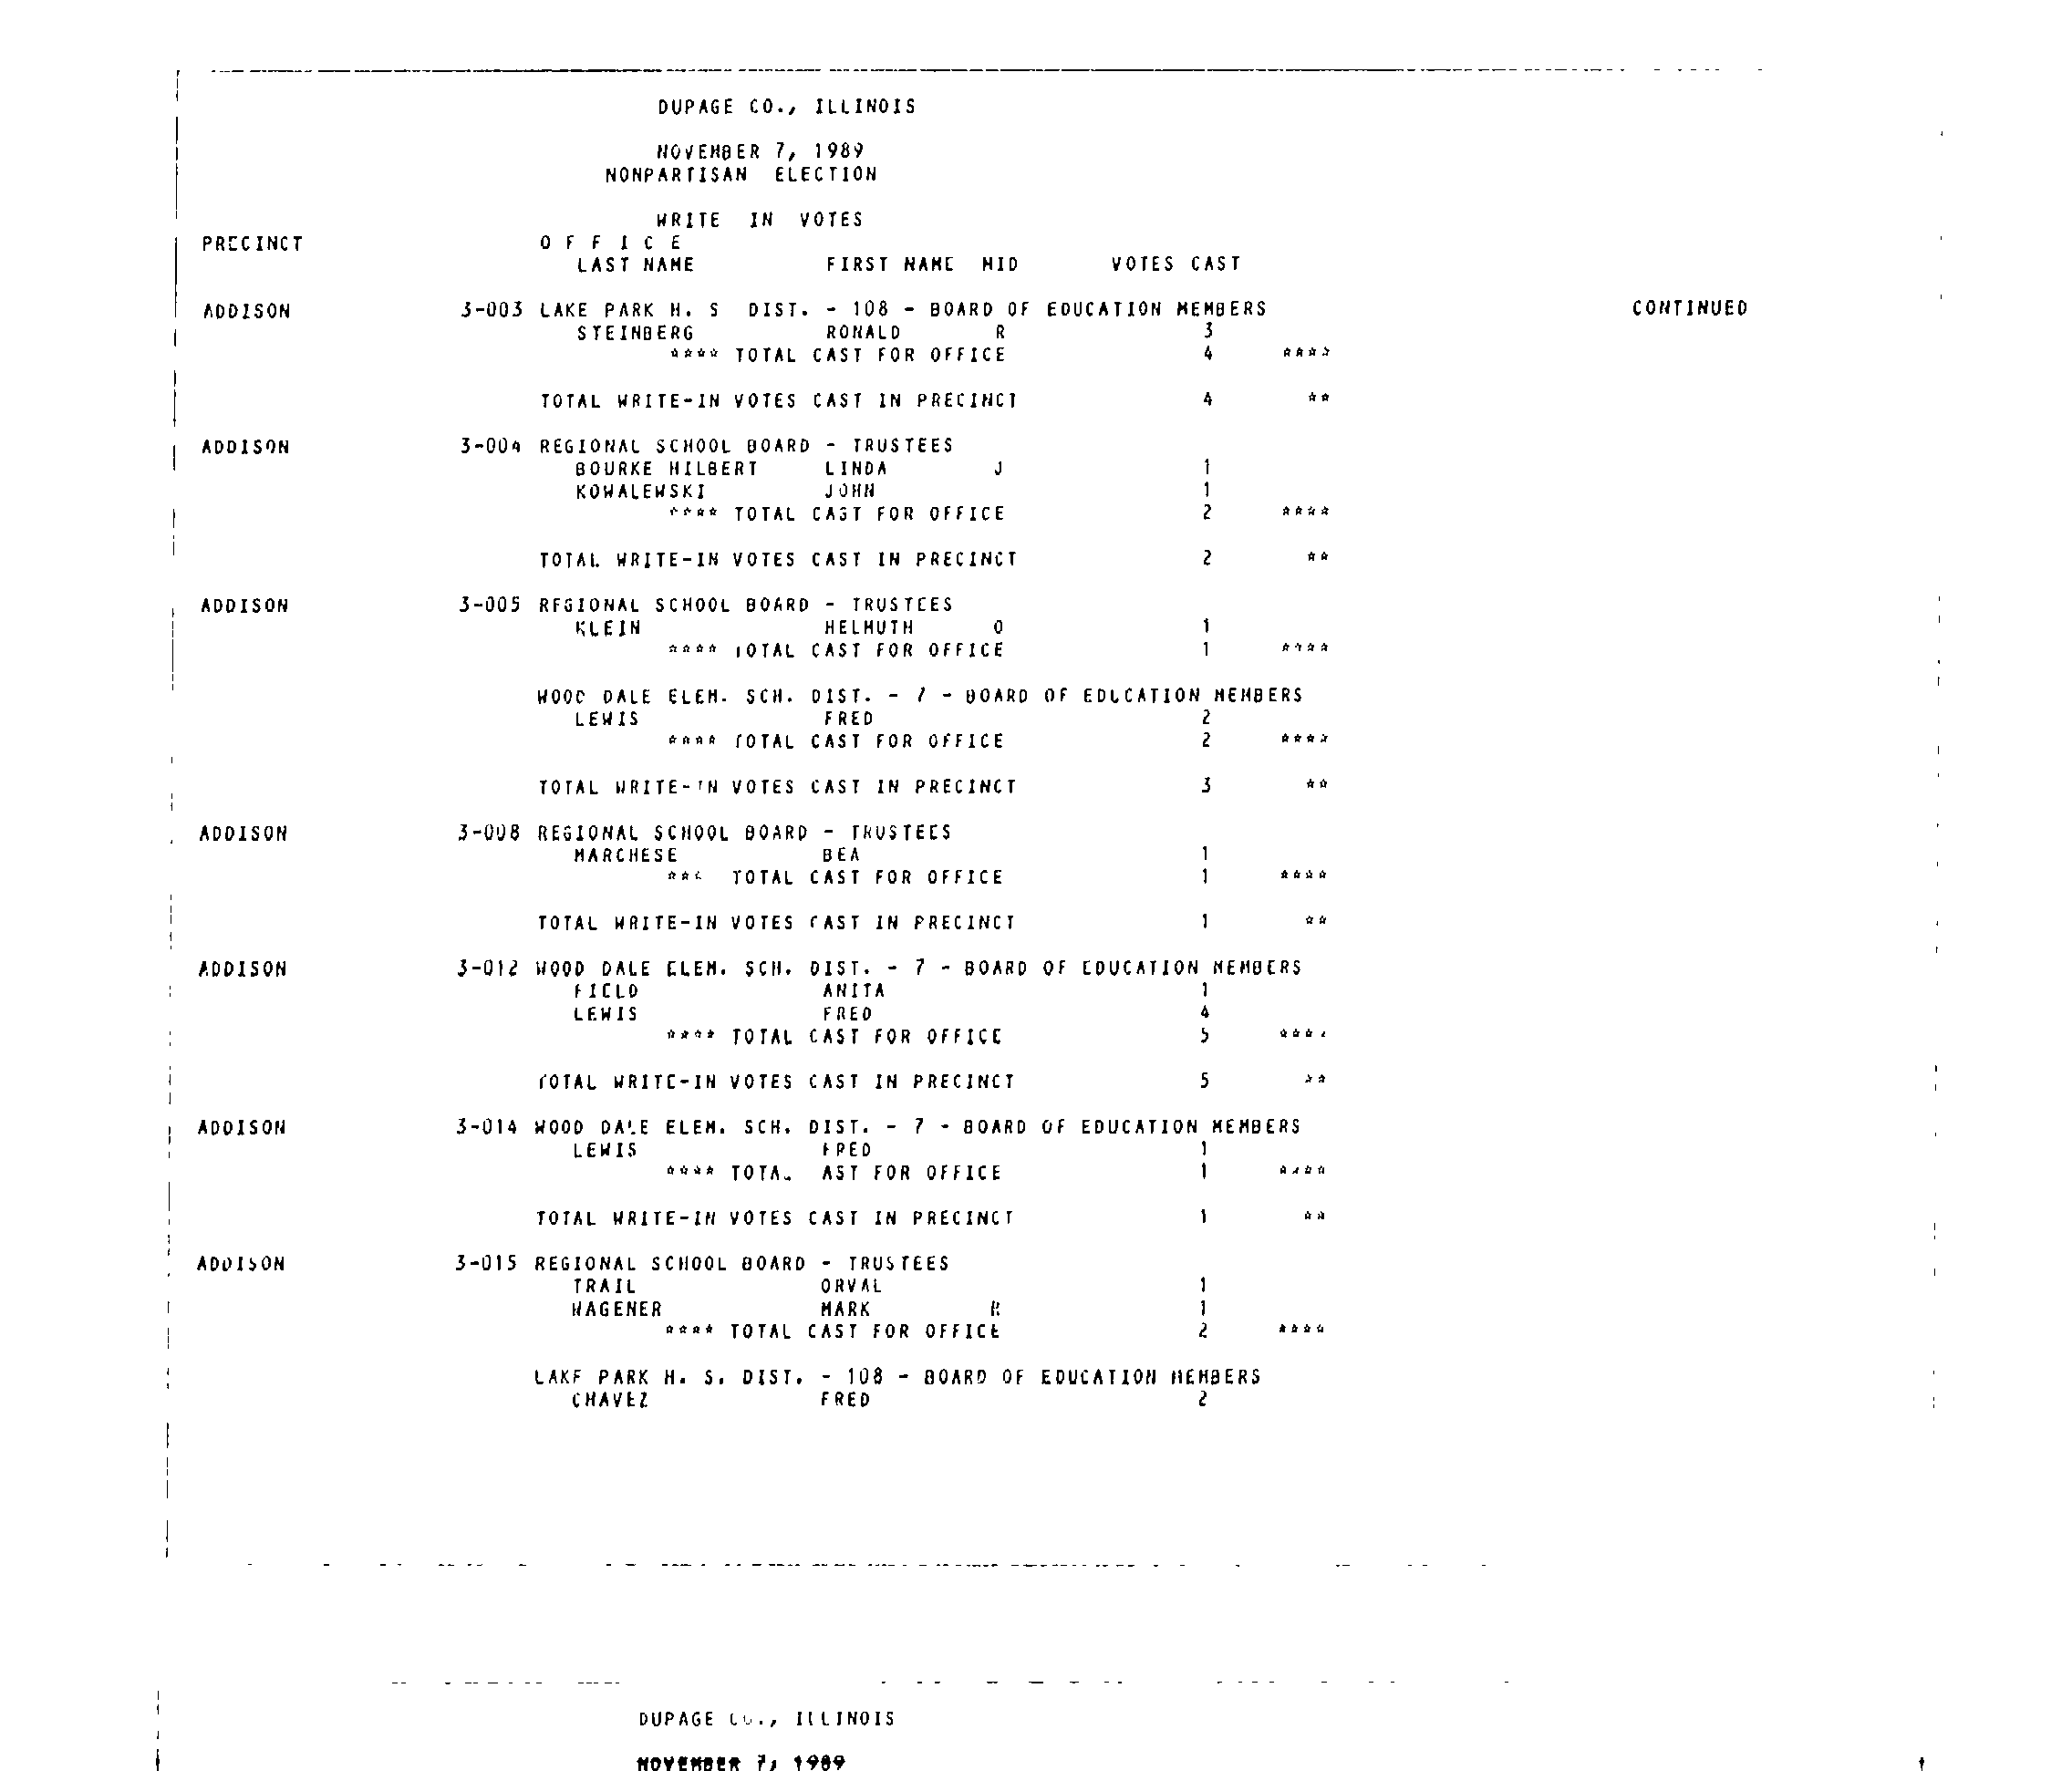 DUPAGE CO., ILLINOIS
NOVEMBER 7, 1989
NONPARTISAN ELECTION
WRITE IN VOTES
PRECINCT O F F I C E
LAST NAME FIRST NAME MID VOTES CAST
ADDISON 3-003 LAKE PARK H. S DIST. - 108 - BOARD OF EDUCATION MEMBERS CONTINUED
STEINBERG RONALD R 3
**** TOTAL CAST FOR OFFICE 4 ****
TOTAL WRITE-IN VOTES CAST IN PRECINCT 4 **
ADDISON 3-004 REGIONAL SCHOOL BOARD - TRUSTEES
BOURKE HILBERT LINDA J 1
KOWALEWSKI JOHN 1
**** TOTAL CAST FOR OFFICE 2 ****
TOTAL WRITE-IN VOTES CAST IN PRECINCT 2 **
ADDISON 3-005 REGIONAL SCHOOL BOARD - TRUSTEES
KLEIN HELMUTH O 1
**** TOTAL CAST FOR OFFICE 1 ****
WOOD DALE ELEM. SCH. DIST. - 7 - BOARD OF EDUCATION MEMBERS
LEWIS FRED 2
**** TOTAL CAST FOR OFFICE 2 ****
TOTAL WRITE-IN VOTES CAST IN PRECINCT 3 **
ADDISON 3-008 REGIONAL SCHOOL BOARD - TRUSTEES
MARCHESE BEA 1
*** TOTAL CAST FOR OFFICE 1 ****
TOTAL WRITE-IN VOTES CAST IN PRECINCT 1 **
ADDISON 3-012 WOOD DALE ELEM. SCH. DIST. - 7 - BOARD OF EDUCATION MEMBERS
FIELD ANITA 1
LEWIS FRED 4
**** TOTAL CAST FOR OFFICE 5 ****
TOTAL WRITE-IN VOTES CAST IN PRECINCT 5 **
ADDISON 3-014 WOOD DALE ELEM. SCH. DIST. - 7 - BOARD OF EDUCATION MEMBERS
LEWIS FRED 1
**** TOTAL AST FOR OFFICE 1 ****
TOTAL WRITE-IN VOTES CAST IN PRECINCT 1 **
ADDISON 3-015 REGIONAL SCHOOL BOARD - TRUSTEES
TRAIL ORVAL 1
WAGENER MARK R 1
**** TOTAL CAST FOR OFFICE 2 ****
LAKE PARK H. S. DIST. - 108 - BOARD OF EDUCATION MEMBERS
CHAVEZ FRED 2
DUPAGE CO., ILLINOIS
NOVEMBER 7, 1989